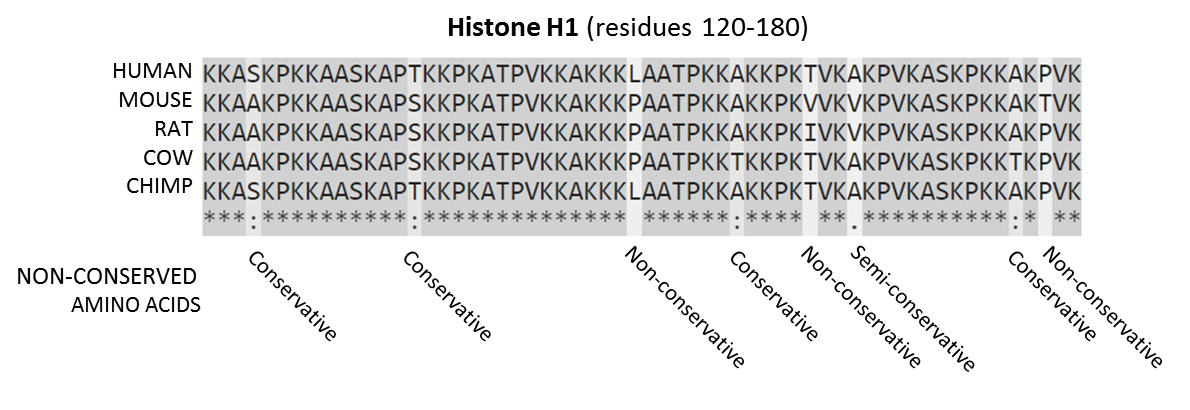 Histone H1 (residues 120-180)
HUMAN KKASKPKKAASKAPTKKPKATPVKKAKKKLAATPKKAKKPKTVKAKPVKASKPKKAKPVK
MOUSE KKAAKPKKAASKAPSKKPKATPVKKAKKKPAATPKKAKKPKVVKVKPVKASKPKKAKTVK
RAT KKAAKPKKAASKAPSKKPKATPVKKAKKKPAATPKKAKKPKIVKVKPVKASKPKKAKPVK
COW KKAAKPKKAASKAPSKKPKATPVKKAKKKPAATPKKTKKPKTVKAKPVKASKPKKTKPVK
CHIMP KKASKPKKAASKAPTKKPKATPVKKAKKKLAATPKKAKKPKTVKAKPVKASKPKKAKPVK
***:**********:************** ******:**** **.**********:* **
NON-CONSERVED
AMINO ACIDS
Conservative
Conservative
Non-conservative
Conservative
Non-conservative
Semi-conservative
Conservative
Non-conservative